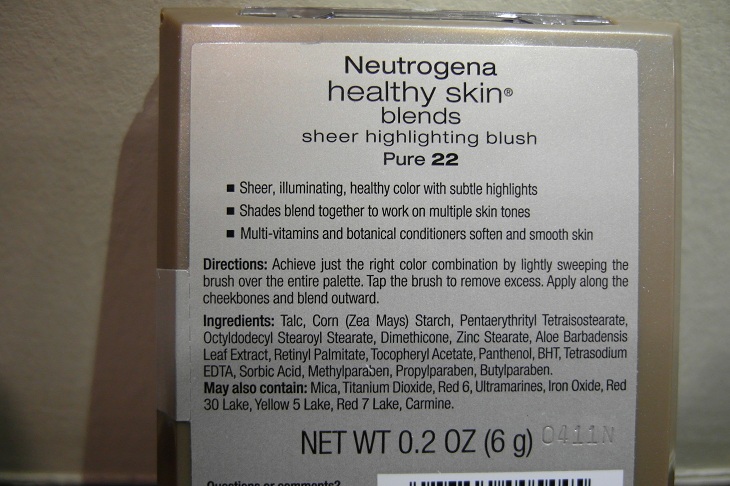 Neutrogena
healthy skin®
blends
sheer highlighting blush
Pure 22
■ Sheer, illuminating, healthy color with subtle highlights
■ Shades blend together to work on multiple skin tones
■ Multi-vitamins and botanical conditioners soften and smooth skin
Directions: Achieve just the right color combination by lightly sweeping the
brush over the entire palette. Tap the brush to remove excess. Apply along the
cheekbones and blend outward.
Ingredients: Talc, Corn (Zea Mays) Starch, Pentaerythrityl Tetraisostearate,
Octyldodecyl Stearoyl Stearate, Dimethicone, Zinc Stearate, Aloe Barbadensis
Leaf Extract, Retinyl Palmitate, Tocopheryl Acetate, Panthenol, BHT, Tetrasodium
EDTA, Sorbic Acid, Methylparaben, Propylparaben, Butylparaben.
May also contain: Mica, Titanium Dioxide, Red 6, Ultramarines, Iron Oxide, Red
30 Lake, Yellow 5 Lake, Red 7 Lake, Carmine.
NET WT 0.2 OZ (6 g) 0411N
Questions or comments?